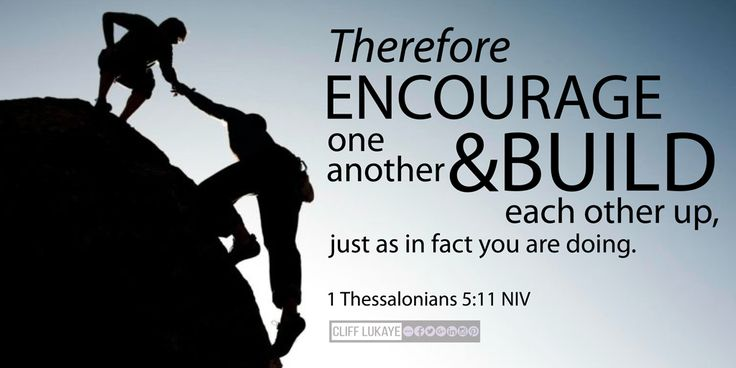 Therefore
ENCOURAGE
one
another &BUILD
each other up,
just as in fact you are doing.
1 Thessalonians 5:11 NIV
CLIFF LUKAYE